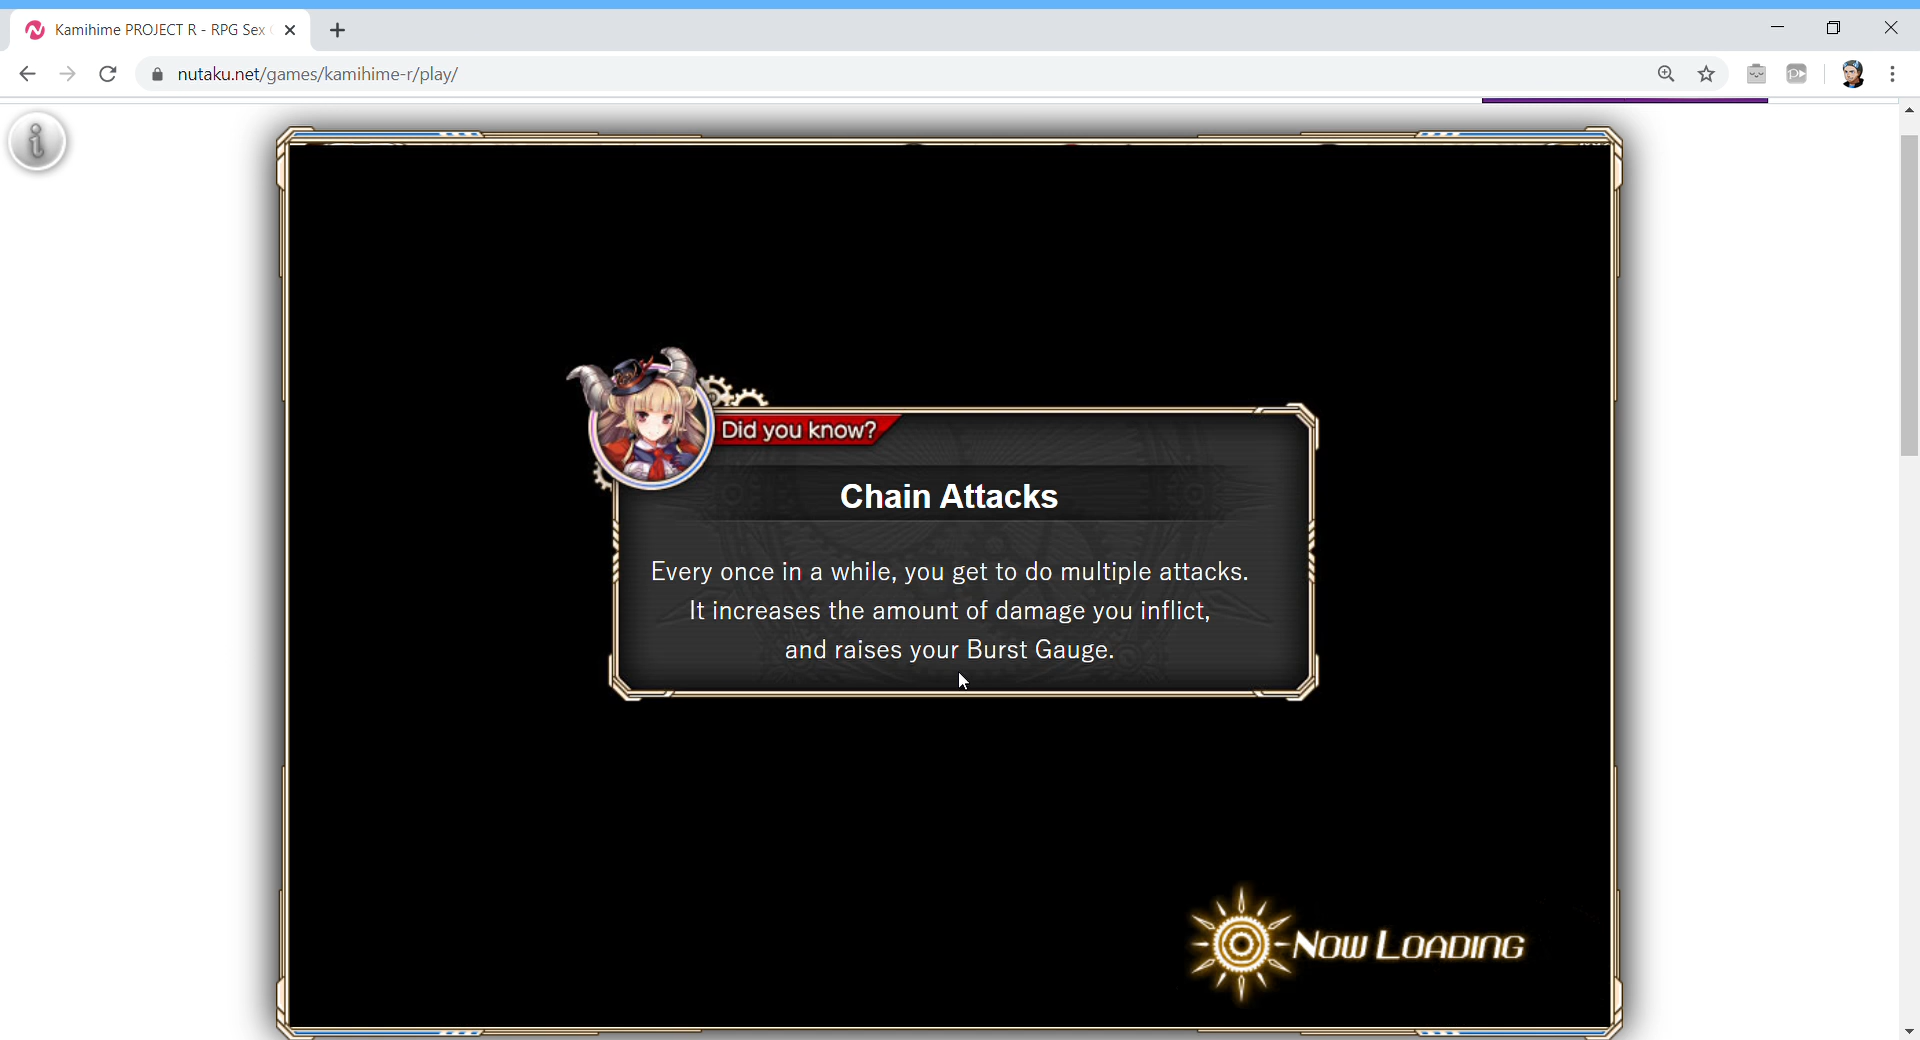 Kamihime PROJECT R - RPG Sex
nutaku.net/games/kamihime-r/play/
Did you know?
Chain Attacks
Every once in a while, you get to do multiple attacks.
It increases the amount of damage you inflict,
and raises your Burst Gauge.
NOW LOADING